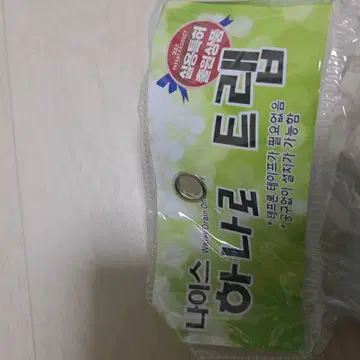 실용특허
출원상품
나이스
하나로 트랩
*테프론 테이프가 필요없음
*공구없이 설치가 가능함